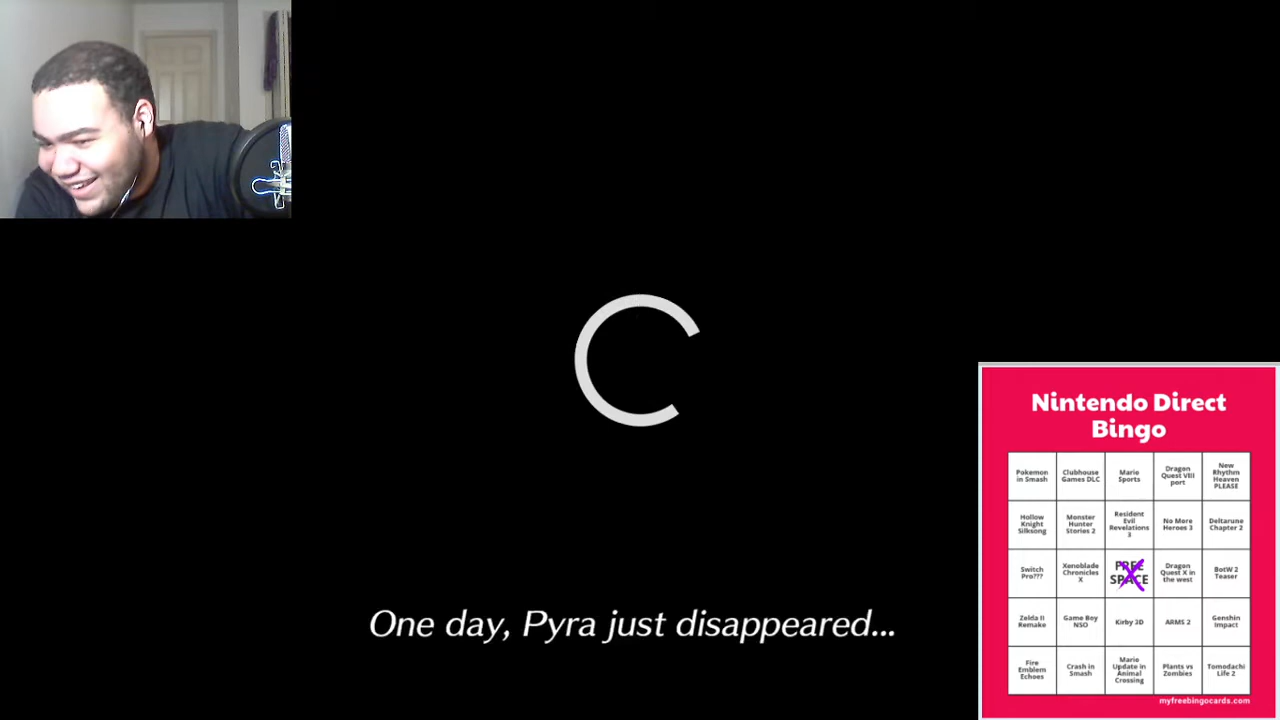 One day, Pyra just disappeared...
Nintendo Direct
Bingo
Pokemon
in Smash
Clubhouse
Games DLC
Mario
Sports
Dragon
Quest VIII
port
New
Rhythm
Heaven
PLEASE
Hollow
Knight
Silksong
Monster
Hunter
Stories 2
Resident
Evil
Revelations
3
No More
Heroes 3
Deltarune
Chapter 2
Switch
Pro???
Xenoblade
Chronicles
X
FREE
SPACE
Dragon
Quest X in
the west
BotW 2
Teaser
Zelda II
Remake
Game Boy
NSO
Kirby 3D
ARMS 2
Genshin
Impact
Fire
Emblem
Echoes
Crash in
Smash
Mario
Update in
Animal
Crossing
Plants vs
Zombies
Tomodachi
Life 2
myfreebingocards.com